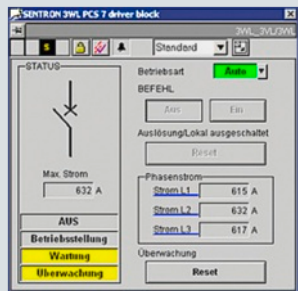 SENTRON 3WL PCS 7 driver block
3WL_3VL/3WL
S
Standard
STATUS
Betriebsart
Auto
BEFEHL
Aus
Ein
Auslösung/Lokal ausgeschaltet
Reset
Max. Strom
632 A
Phasenstrom
Strom L1
615 A
Strom L2
632 A
Strom L3
617 A
AUS
Betriebsstellung
Wartung
Überwachung
Überwachung
Reset